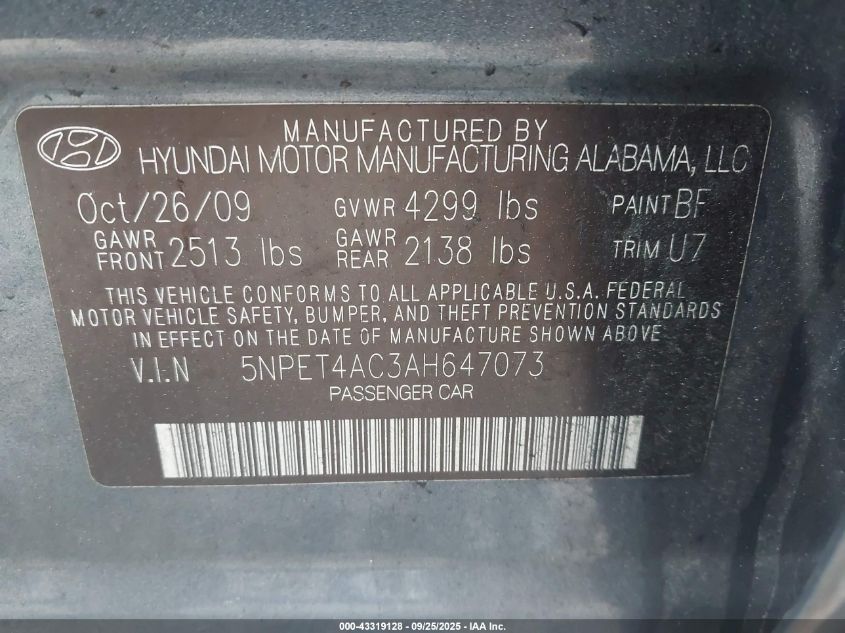 MANUFACTURED BY
HYUNDAI MOTOR MANUFACTURING ALABAMA, LLC
Oct/26/09 GVWR 4299 lbs PAINT BF
GAWR FRONT 2513 lbs GAWR REAR 2138 lbs TRIM U7
THIS VEHICLE CONFORMS TO ALL APPLICABLE U.S.A. FEDERAL
MOTOR VEHICLE SAFETY, BUMPER, AND THEFT PREVENTION STANDARDS
IN EFFECT ON THE DATE OF MANUFACTURE SHOWN ABOVE
V.I.N 5NPET4AC3AH647073
PASSENGER CAR
000-43319128 - 09/25/2025 - IAA Inc.